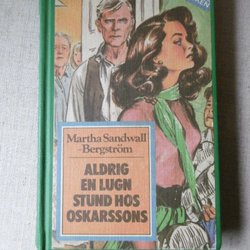 Martha Sandwall
Bergström
ALDRIG
EN LUGN
STUND HOS
OSKARSSONS